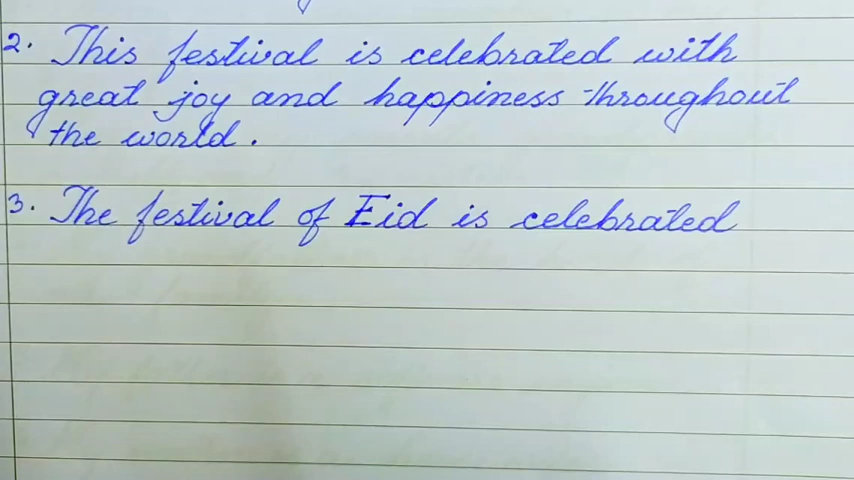 2. This festival is celebrated with
great joy and happiness throughout
the world.
3. The festival of Eid is celebrated